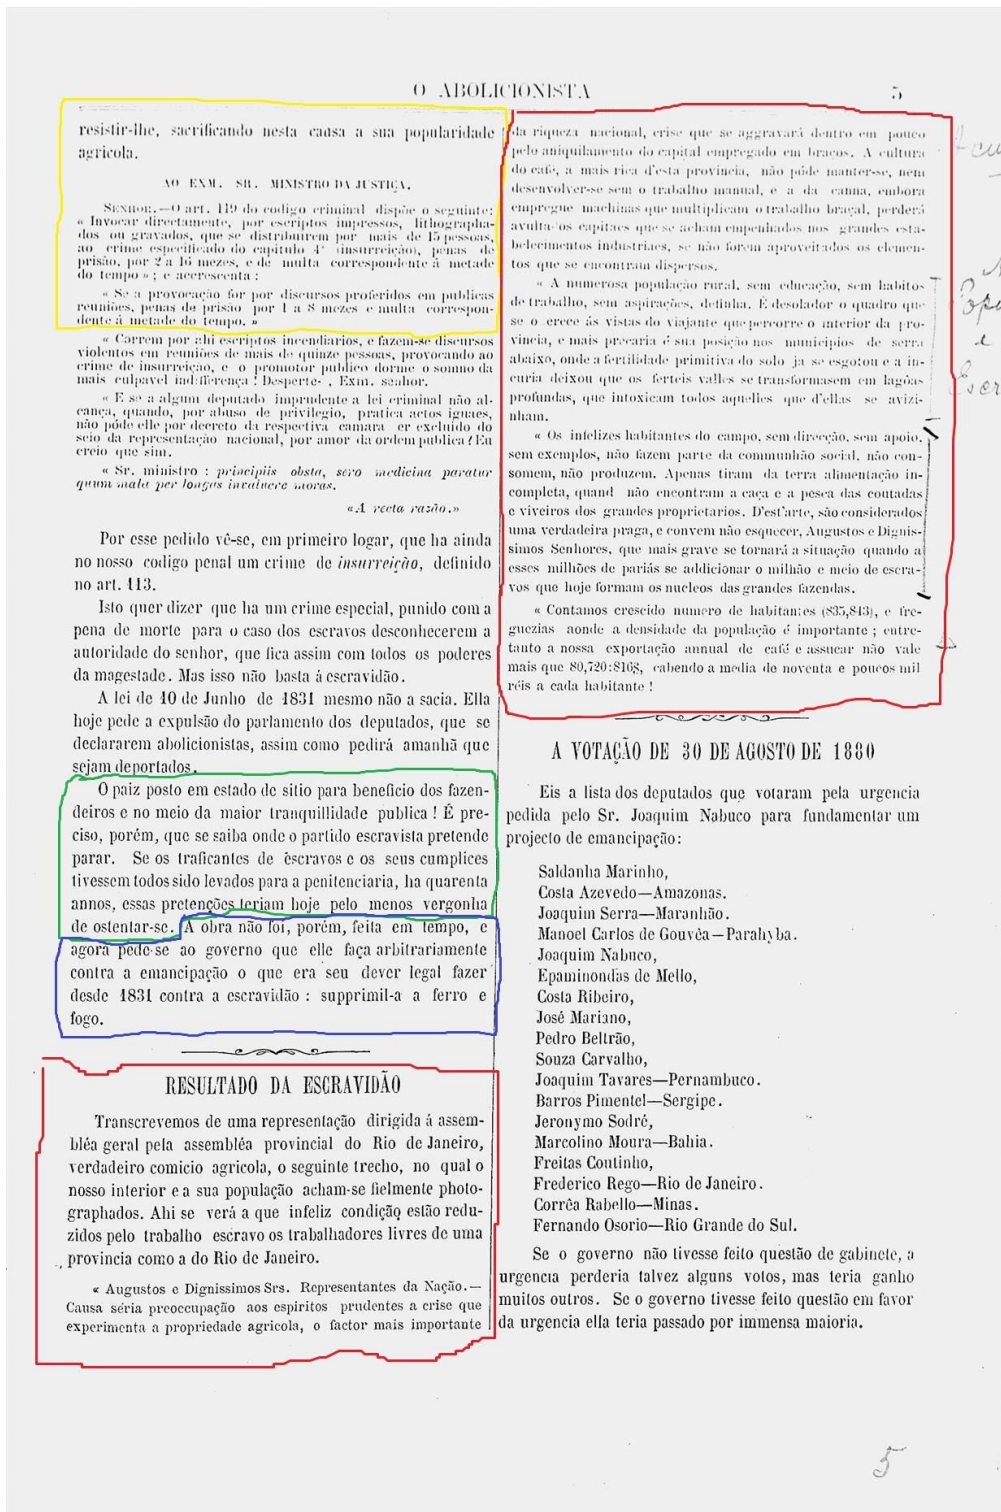 O ABOLICIONISTA
5
resistir-lhe, sacrificando nesta causa a sua popularidade
agricola.
AO EXM. SR. MINISTRO DA JUSTIÇA.
SENHOR.—O art. 119 do codigo criminal dispõe o seguinte:
« Invocar directamente, por escriptos impressos, lithographa-
dos ou gravados, que se distribuirem por mais de 15 pessoas,
ao crime especificado do capitulo 4º (insurreição), penas de
prisão, por 2 a 16 mezes, e de multa correspondente á metade
do tempo » ; e accrescenta :
« Se a provocação for por discursos proferidos em publicas
reuniões, penas de prisão por 1 a 8 mezes e multa correspon-
dente á metade do tempo. »
« Correm por ahi escriptos incendiarios, e fazem-se discursos
violentos em reuniões de mais de quinze pessoas, provocando ao
crime de insurreição, e o promotor publico dorme o somno da
mais culpavel indifferença ! Desperte- , Exm. senhor.
« E se a algum deputado imprudente a lei criminal não al-
cança, quando, por abuso de privilegio, pratica actos iguaes,
não póde elle por decreto da respectiva camara er excluido do
seio da representação nacional, por amor da ordem publica ? Eu
creio que sim.
« Sr. ministro : principiis obsta, sero medicina paratur
quum mala per longas invaluere moras.
«A recta razão.»
Por esse pedido vê-se, em primeiro logar, que ha ainda
no nosso codigo penal um crime de insurreição, definido
no art. 113.
Isto quer dizer que ha um crime especial, punido com a
pena de morte para o caso dos escravos desconhecerem a
autoridade do senhor, que fica assim com todos os poderes
da magestade. Mas isso não basta á escravidão.
A lei de 10 de Junho de 1831 mesmo não a sacia. Ella
hoje pede a expulsão do parlamento dos deputados, que se
declararem abolicionistas, assim como pedirá amanhã que
sejam deportados.
O paiz posto em estado de sitio para beneficio dos fazen-
deiros e no meio da maior tranquillidade publica ! É pre-
ciso, porém, que se saiba onde o partido escravista pretende
parar. Se os traficantes de escravos e os seus cumplices
tivessem todos sido levados para a penitenciaria, ha quarenta
annos, essas pretenções teriam hoje pelo menos vergonha
de ostentar-se. A obra não foi, porém, feita em tempo, e
agora pede-se ao governo que elle faça arbitrariamente
contra a emancipação o que era seu dever legal fazer
desde 1831 contra a escravidão : supprimil-a a ferro e
fogo.
RESULTADO DA ESCRAVIDÃO
Transcrevemos de uma representação dirigida á assem-
bléa geral pela assembléa provincial do Rio de Janeiro,
verdadeiro comicio agricola, o seguinte trecho, no qual o
nosso interior e a sua população acham-se fielmente photo-
graphados. Ahi se verá a que infeliz condição estão redu-
zidos pelo trabalho escravo os trabalhadores livres de uma
provincia como a do Rio de Janeiro.
« Augustos e Dignissimos Srs. Representantes da Nação.—
Causa séria preoccupação aos espiritos prudentes a crise que
experimenta a propriedade agricola, o factor mais importante
da riqueza nacional, crise que se aggravará dentro em pouco
pelo aniquilamento do capital empregado em braços. A cultura
do café, a mais rica d'esta provincia, não póde manter-se, nem
desenvolver-se sem o trabalho manual, e a da canna, embora
empregue machinas que multiplicam o trabalho braçal, perderá
avulta os capitaes que se acham empenhados nos grandes esta-
belecimentos industriaes, se não forem aproveitados os elemen-
tos que se encontram dispersos.
« A numerosa população rural, sem educação, sem habitos
de trabalho, sem aspirações, definha. É desolador o quadro que
se o erece ás vistas do viajante que percorre o interior da pro-
vincia, e mais precaria é sua posição nos municipios de serra
abaixo, onde a fertilidade primitiva do solo ja se esgotou e a in-
curia deixou que os ferteis valles se transformasem em lagôas
profundas, que intoxicam todos aquelles que d'ellas se avizi-
nham.
« Os infelizes habitantes do campo, sem direcção, sem apoio,
sem exemplos, não fazem parte da communhão social, não con-
somem, não produzem. Apenas tiram da terra alimentação in-
completa, quand não encontram a caça e a pesca das coutadas
e viveiros dos grandes proprietarios. D'est'arte, são considerados
uma verdadeira praga, e convem não esquecer, Augustos e Dignis-
simos Senhores, que mais grave se tornará a situação quando a
esses milhões de pariás se addicionar o milhão e meio de escra-
vos que hoje formam os nucleos das grandes fazendas.
« Contamos crescido numero de habitantes (835,843), e fre-
guezias aonde a densidade da população é importante ; entre-
tanto a nossa exportação annual de café e assucar não vale
mais que 80,720:816$, cabendo a media de noventa e poucos mil
réis a cada habitante !
A VOTAÇÃO DE 30 DE AGOSTO DE 1880
Eis a lista dos deputados que votaram pela urgencia
pedida pelo Sr. Joaquim Nabuco para fundamentar um
projecto de emancipação :
Saldanha Marinho,
Costa Azevedo—Amazonas.
Joaquim Serra—Maranhão.
Manoel Carlos de Gouvêa—Parahyba.
Joaquim Nabuco,
Epaminondas de Mello,
Costa Ribeiro,
José Mariano,
Pedro Beltrão,
Souza Carvalho,
Joaquim Tavares—Pernambuco.
Barros Pimentel—Sergipe.
Jeronymo Sodré,
Marcolino Moura—Bahia.
Freitas Coutinho,
Frederico Rego—Rio de Janeiro.
Corrêa Rabello—Minas.
Fernando Osorio—Rio Grande do Sul.
Se o governo não tivesse feito questão de gabinete, a
urgencia perderia talvez alguns votos, mas teria ganho
muitos outros. Se o governo tivesse feito questão em favor
da urgencia ella teria passado por immensa maioria.
5